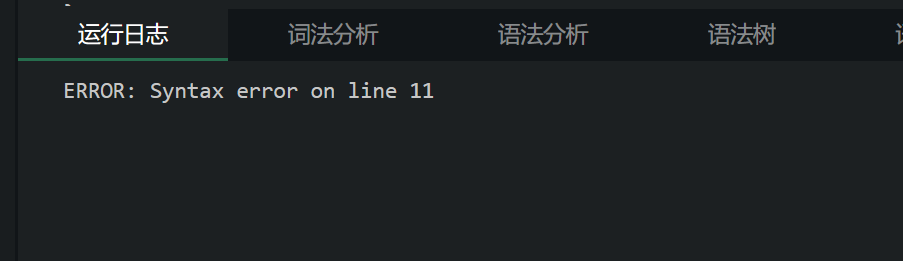 运行日志 词法分析 语法分析 语法树
ERROR: Syntax error on line 11